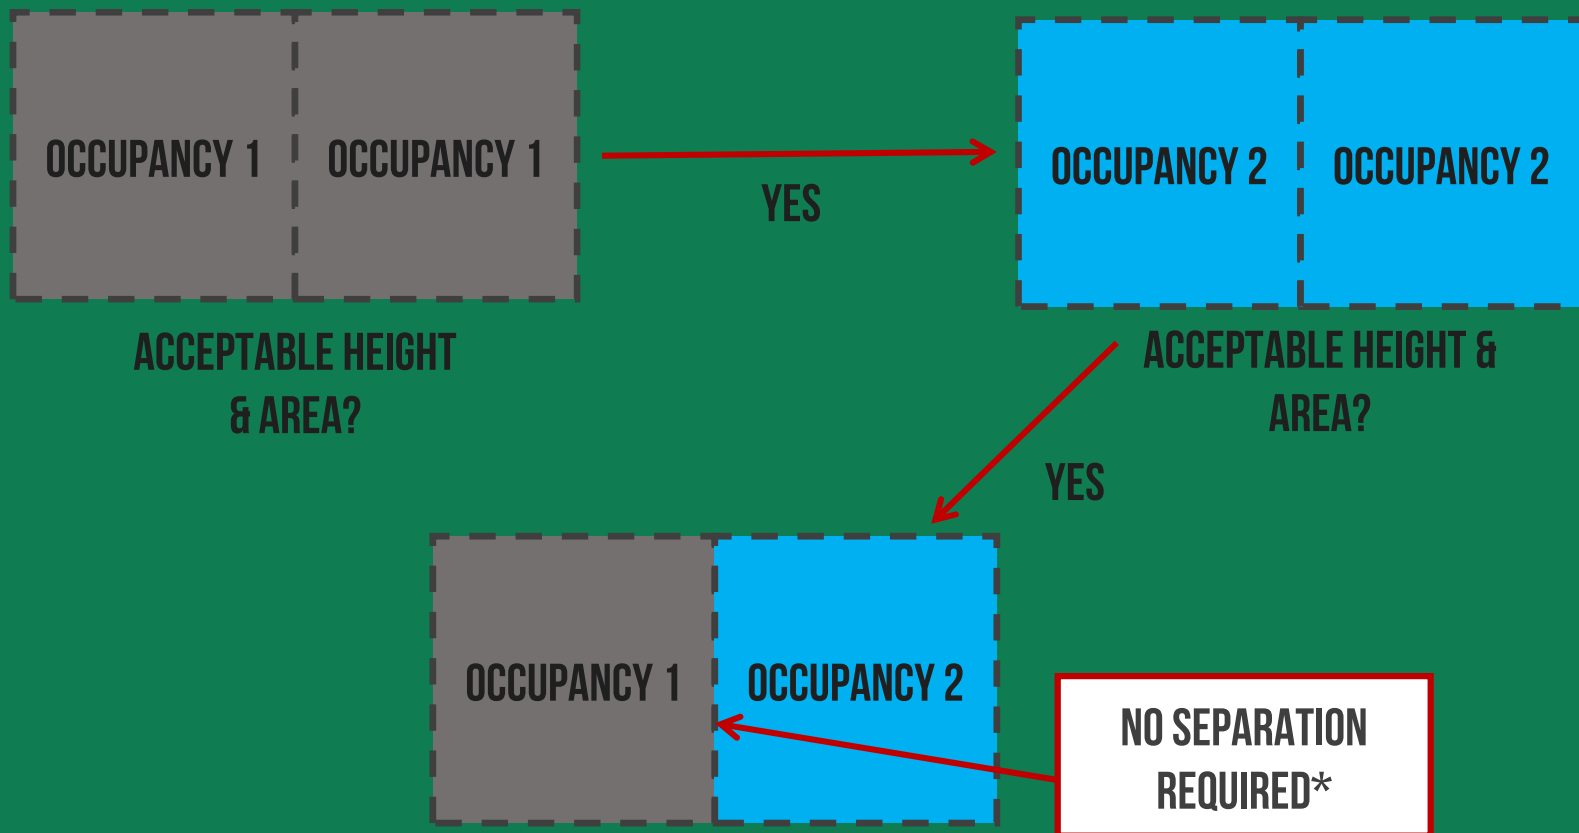 OCCUPANCY 1
OCCUPANCY 1
YES
OCCUPANCY 2
OCCUPANCY 2
ACCEPTABLE HEIGHT
& AREA?
ACCEPTABLE HEIGHT &
AREA?
YES
OCCUPANCY 1
OCCUPANCY 2
NO SEPARATION
REQUIRED*